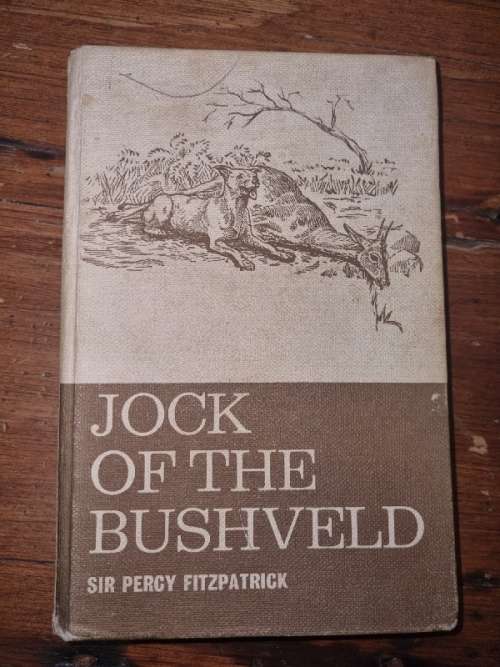 JOCK
OF THE
BUSHVELD
SIR PERCY FITZPATRICK